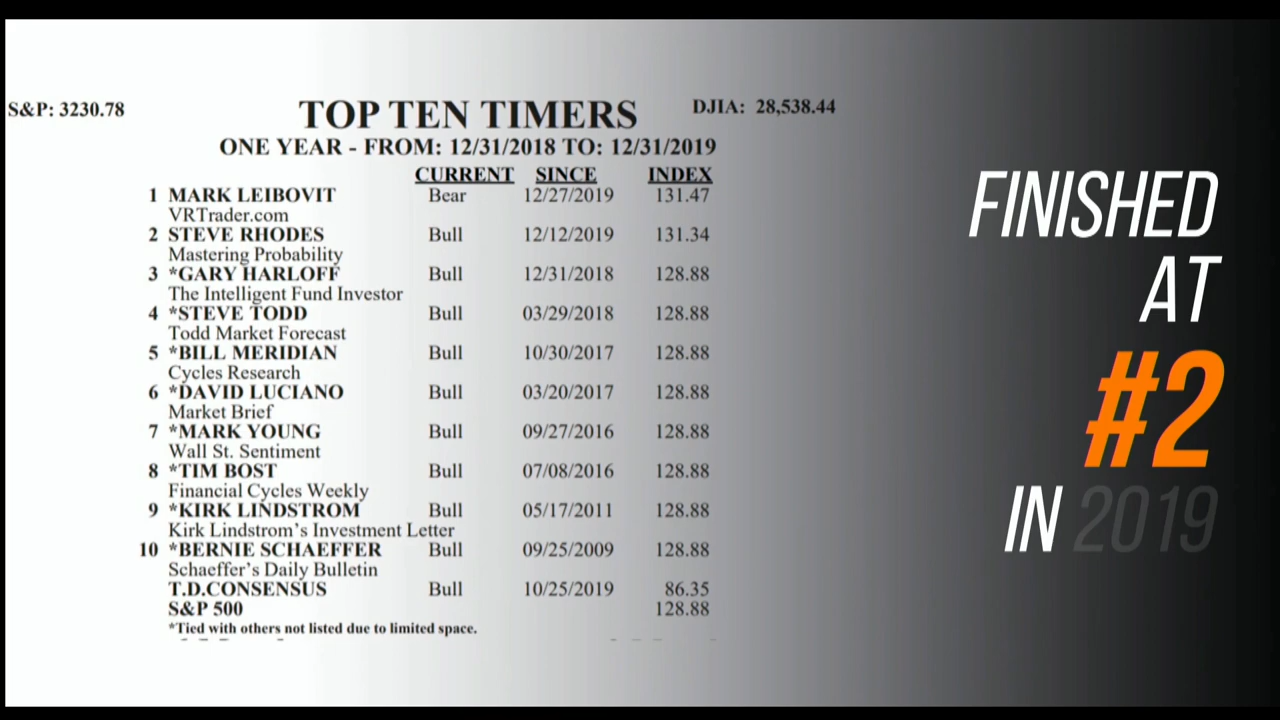 S&P: 3230.78
TOP TEN TIMERS
DJIA: 28,538.44
ONE YEAR - FROM: 12/31/2018 TO: 12/31/2019
CURRENT SINCE INDEX
1 MARK LEIBOVIT Bear 12/27/2019 131.47
VRTrader.com
2 STEVE RHODES Bull 12/12/2019 131.34
Mastering Probability
3 *GARY HARLOFF Bull 12/31/2018 128.88
The Intelligent Fund Investor
4 *STEVE TODD Bull 03/29/2018 128.88
Todd Market Forecast
5 *BILL MERIDIAN Bull 10/30/2017 128.88
Cycles Research
6 *DAVID LUCIANO Bull 03/20/2017 128.88
Market Brief
7 *MARK YOUNG Bull 09/27/2016 128.88
Wall St. Sentiment
8 *TIM BOST Bull 07/08/2016 128.88
Financial Cycles Weekly
9 *KIRK LINDSTROM Bull 05/17/2011 128.88
Kirk Lindstrom's Investment Letter
10 *BERNIE SCHAEFFER Bull 09/25/2009 128.88
Schaeffer's Daily Bulletin
T.D.CONSENSUS Bull 10/25/2019 86.35
S&P 500 128.88
*Tied with others not listed due to limited space.
FINISHED
AT
#2
IN 2019